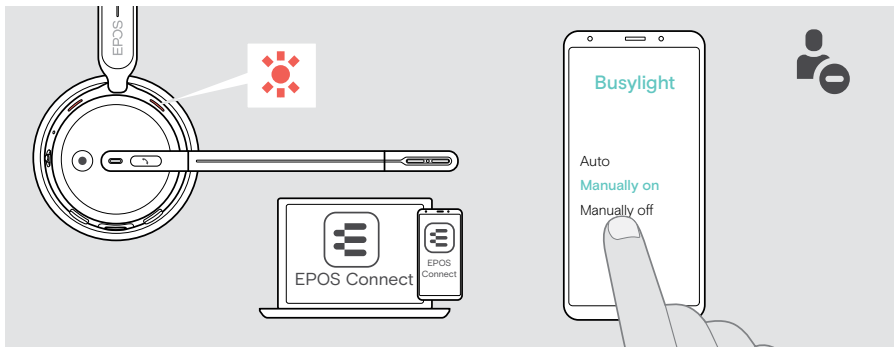 EPOS
Busylight
Auto
Manually on
Manually off
EPOS Connect
EPOS
Connect